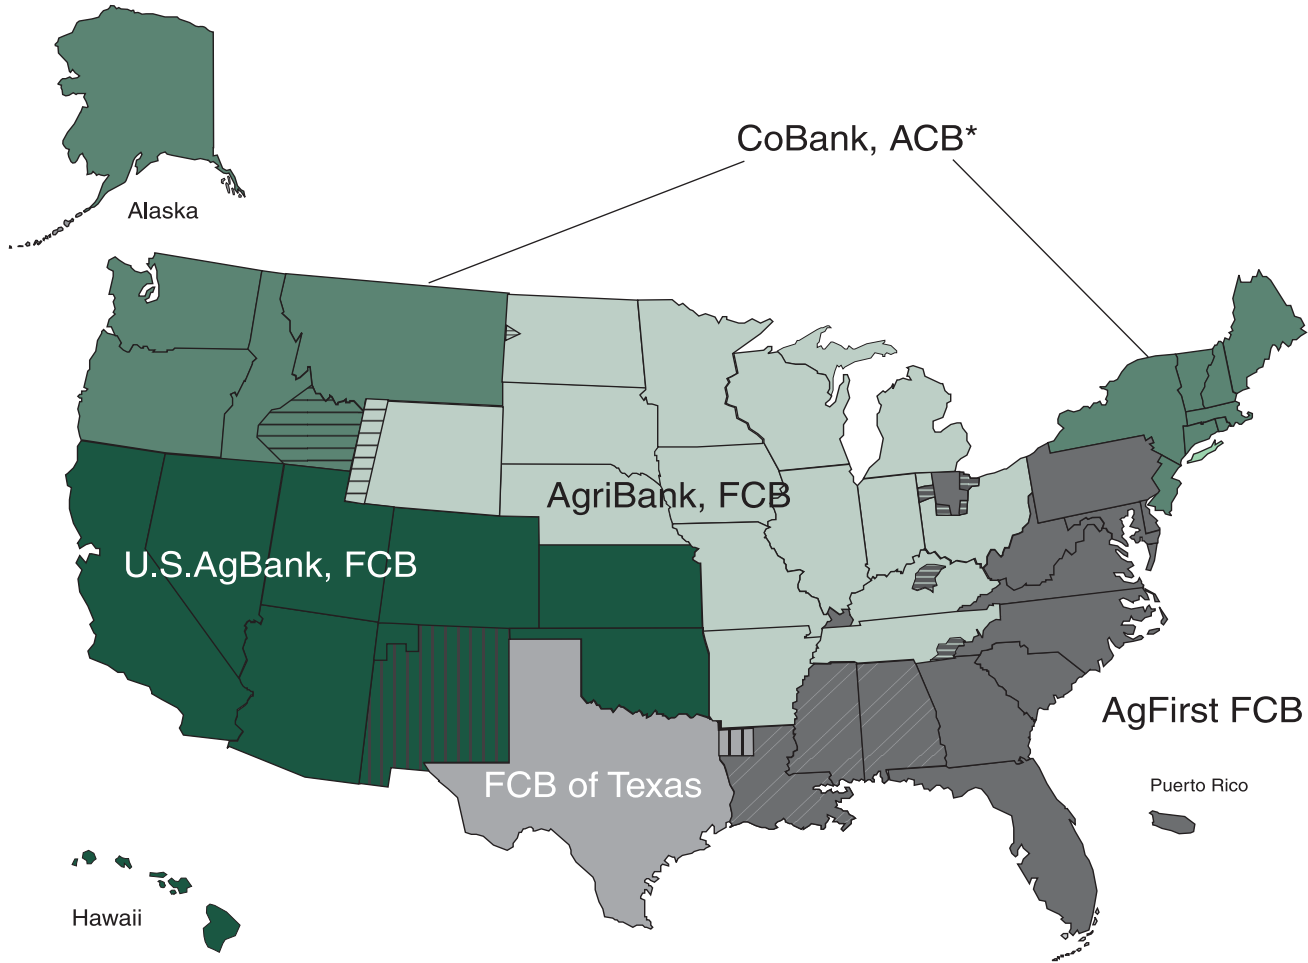 CoBank, ACB*
Alaska
AgriBank, FCB
U.S.AgBank, FCB
AgFirst FCB
FCB of Texas
Puerto Rico
Hawaii